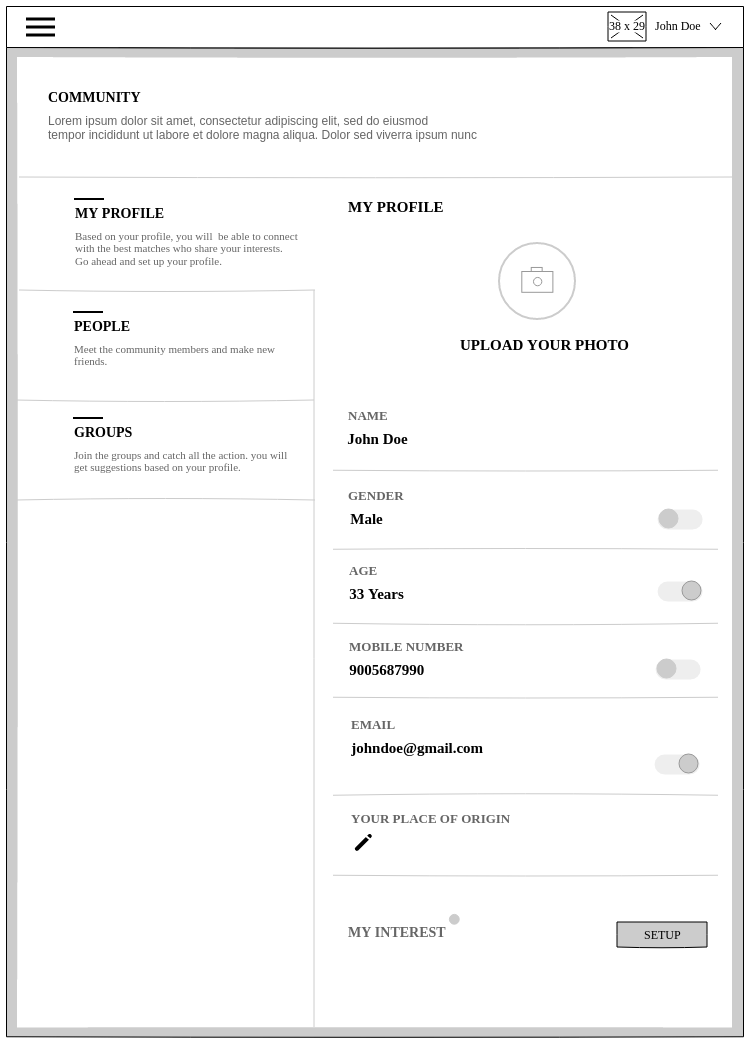 38 x 29
John Doe
COMMUNITY
Lorem ipsum dolor sit amet, consectetur adipiscing elit, sed do eiusmod
tempor incididunt ut labore et dolore magna aliqua. Dolor sed viverra ipsum nunc
MY PROFILE
Based on your profile, you will  be able to connect
with the best matches who share your interests.
Go ahead and set up your profile.
PEOPLE
Meet the community members and make new
friends.
GROUPS
Join the groups and catch all the action. you will
get suggestions based on your profile.
MY PROFILE
UPLOAD YOUR PHOTO
NAME
John Doe
GENDER
Male
AGE
33 Years
MOBILE NUMBER
9005687990
EMAIL
johndoe@gmail.com
YOUR PLACE OF ORIGIN
MY INTEREST
SETUP